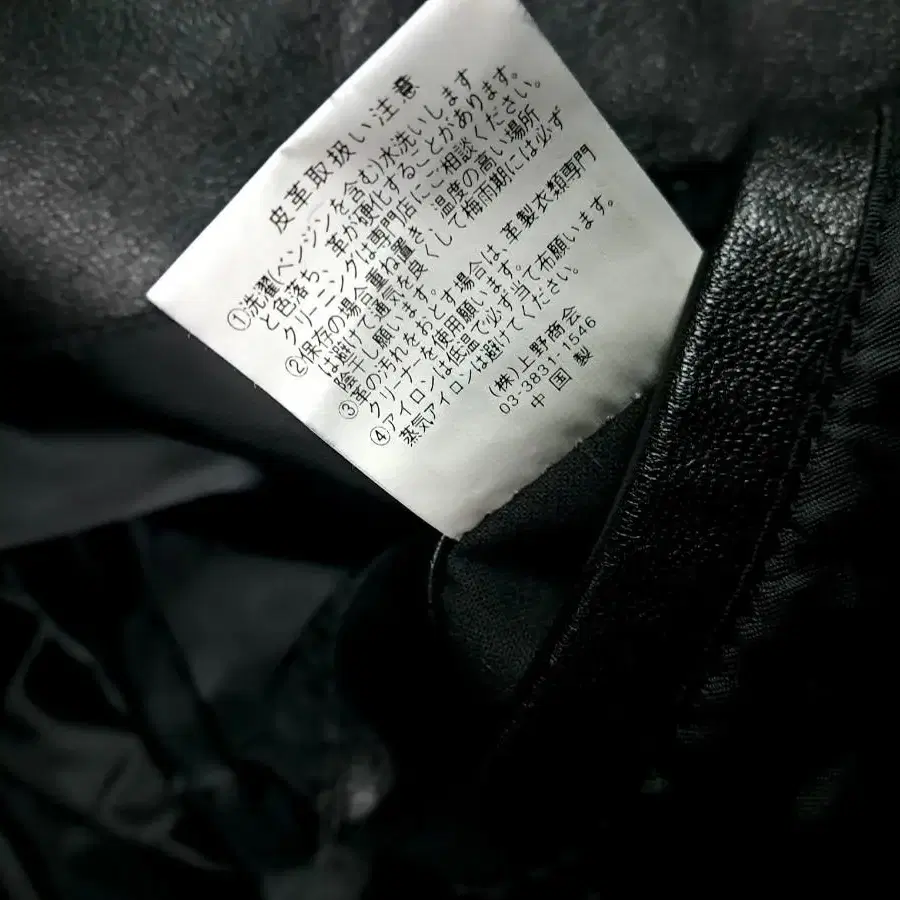 皮革取扱い注意
①洗濯(ベンジンを含む)水洗いします
と色落ち、革が硬化することがあります。
クリーニングは専門店にご相談ください。
②保存の場合重ね置き、温度の高い場所
は避けて通気を良くして梅雨期には必ず
陰干し願います。
③革の汚れをおとす場合は、革製衣類専門
クリーナーを使用願います。
④アイロンは低温で必ず当て布願います。
蒸気アイロンは避けてください。
(株)上野商会
03-3831-1546
中国製